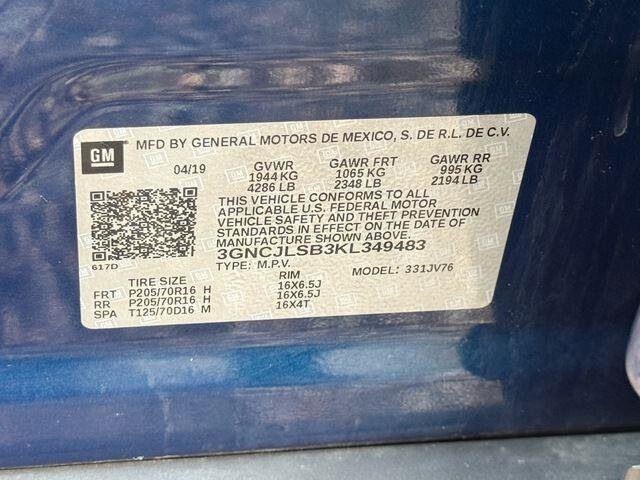 MFD BY GENERAL MOTORS DE MEXICO, S. DE R.L. DE C.V.
GM
04/19 GVWR GAWR FRT GAWR RR
1944 KG 1065 KG 995 KG
4286 LB 2348 LB 2194 LB
THIS VEHICLE CONFORMS TO ALL
APPLICABLE U.S. FEDERAL MOTOR
VEHICLE SAFETY AND THEFT PREVENTION
STANDARDS IN EFFECT ON THE DATE OF
MANUFACTURE SHOWN ABOVE.
3GNCJLSB3KL349483
617D
TYPE: M.P.V. MODEL: 331JV76
TIRE SIZE RIM
FRT P205/70R16 H 16X6.5J
RR P205/70R16 H 16X6.5J
SPA T125/70D16 M 16X4T